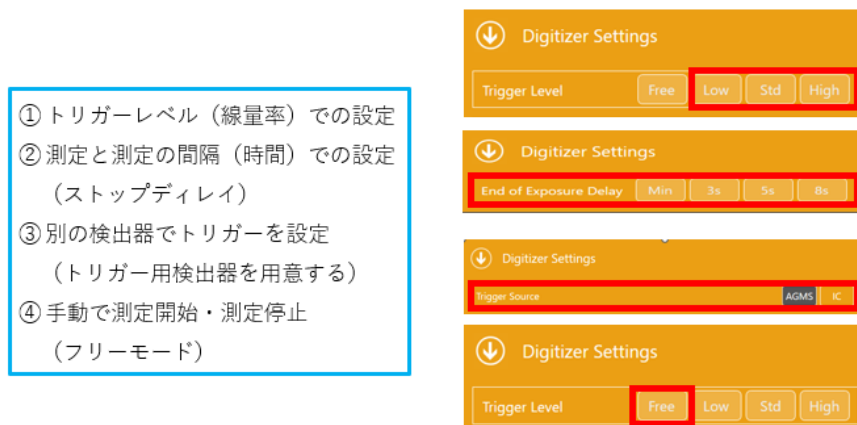 ①トリガーレベル（線量率）での設定
②測定と測定の間隔（時間）での設定
（ストップディレイ）
③別の検出器でトリガーを設定
（トリガー用検出器を用意する）
④手動で測定開始・測定停止
（フリーモード）
Digitizer Settings
Trigger Level Free Low Std High
Digitizer Settings
End of Exposure Delay Min 3s 5s 8s
Digitizer Settings
Trigger Source AGMS IC
Digitizer Settings
Trigger Level Free Low Std High